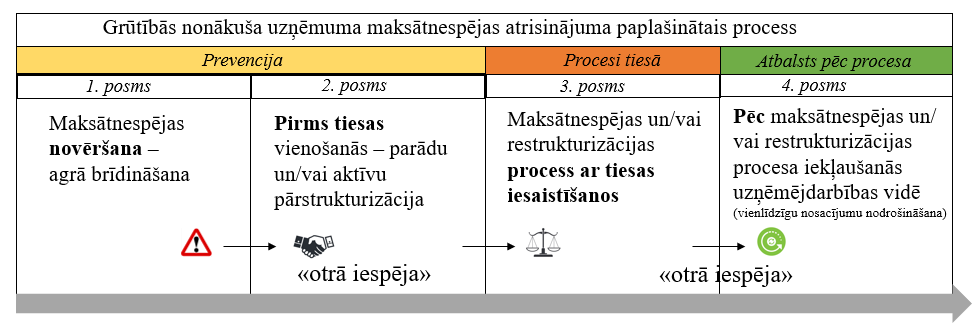 Grūtībās nonākuša uzņēmuma maksātnespējas atrisinājuma paplašinātais process
Prevencija
Procesi tiesā
Atbalsts pēc procesa
1. posms
2. posms
3. posms
4. posms
Maksātnespējas
novēršana –
agrā brīdināšana
Pirms tiesas
vienošanās – parādu
un/vai aktīvu
pārstrukturizācija
Maksātnespējas un/vai
restrukturizācijas
process ar tiesas
iesaistīšanos
Pēc maksātnespējas un/
vai restrukturizācijas
procesa iekļaušanās
uzņēmējdarbības vidē
(vienlīdzīgu nosacījumu nodrošināšana)
«otrā iespēja»
«otrā iespēja»